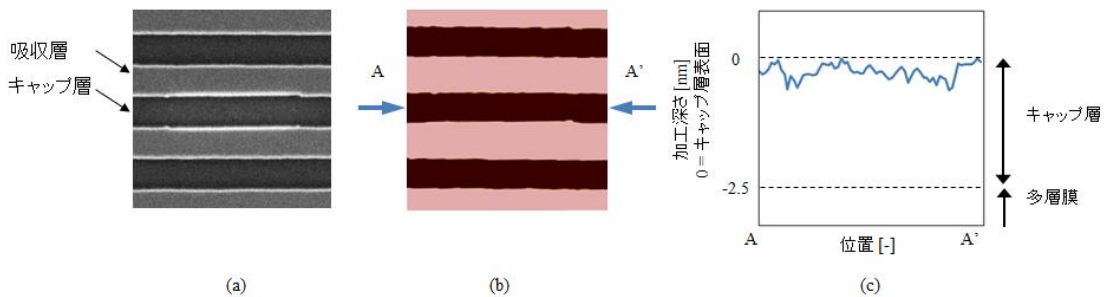 吸収層
キャップ層
A
A’
加工深さ [nm]
0 = キャップ層表面
0
-2.5
キャップ層
多層膜
A
位置 [-]
A’
(a)
(b)
(c)